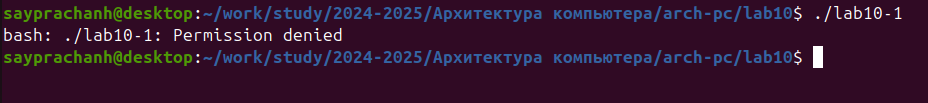 sayprachanh@desktop:~/work/study/2024-2025/Архитектура компьютера/arch-pc/lab10$ ./lab10-1
bash: ./lab10-1: Permission denied
sayprachanh@desktop:~/work/study/2024-2025/Архитектура компьютера/arch-pc/lab10$